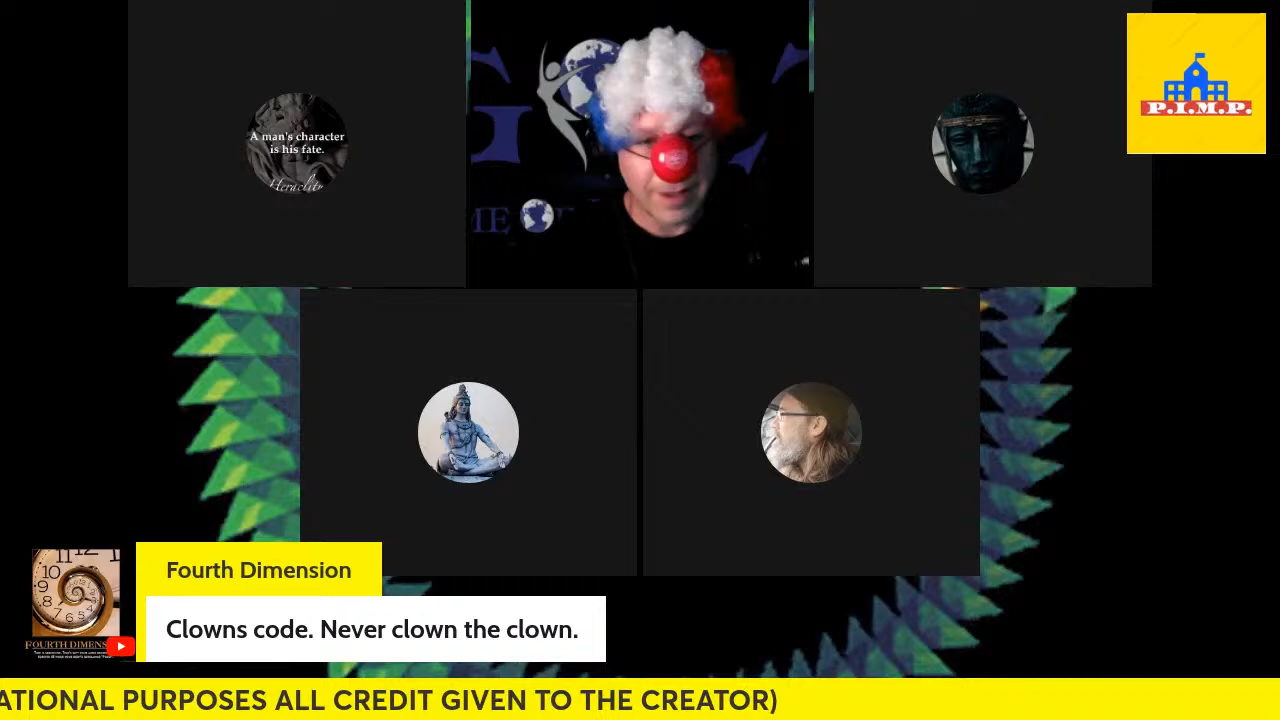 A man's character
is his fate.
P.I.M.P.
Fourth Dimension
Clowns code. Never clown the clown.
ATIONAL PURPOSES ALL CREDIT GIVEN TO THE CREATOR)